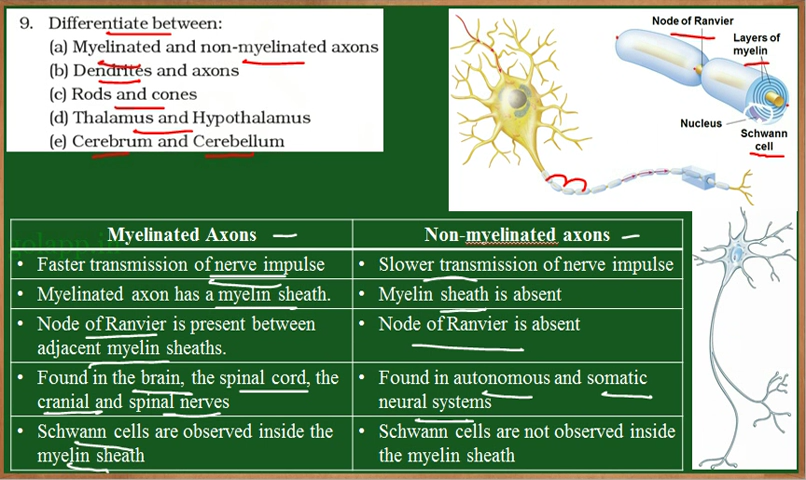 9. Differentiate between:
(a) Myelinated and non-myelinated axons
(b) Dendrites and axons
(c) Rods and cones
(d) Thalamus and Hypothalamus
(e) Cerebrum and Cerebellum
Node of Ranvier
Layers of
myelin
Nucleus
Schwann
cell
Myelinated Axons
Non-myelinated axons
• Faster transmission of nerve impulse
• Slower transmission of nerve impulse
• Myelinated axon has a myelin sheath.
• Myelin sheath is absent
• Node of Ranvier is present between
adjacent myelin sheaths.
• Node of Ranvier is absent
• Found in the brain, the spinal cord, the
cranial and spinal nerves
• Found in autonomous and somatic
neural systems
• Schwann cells are observed inside the
myelin sheath
• Schwann cells are not observed inside
the myelin sheath